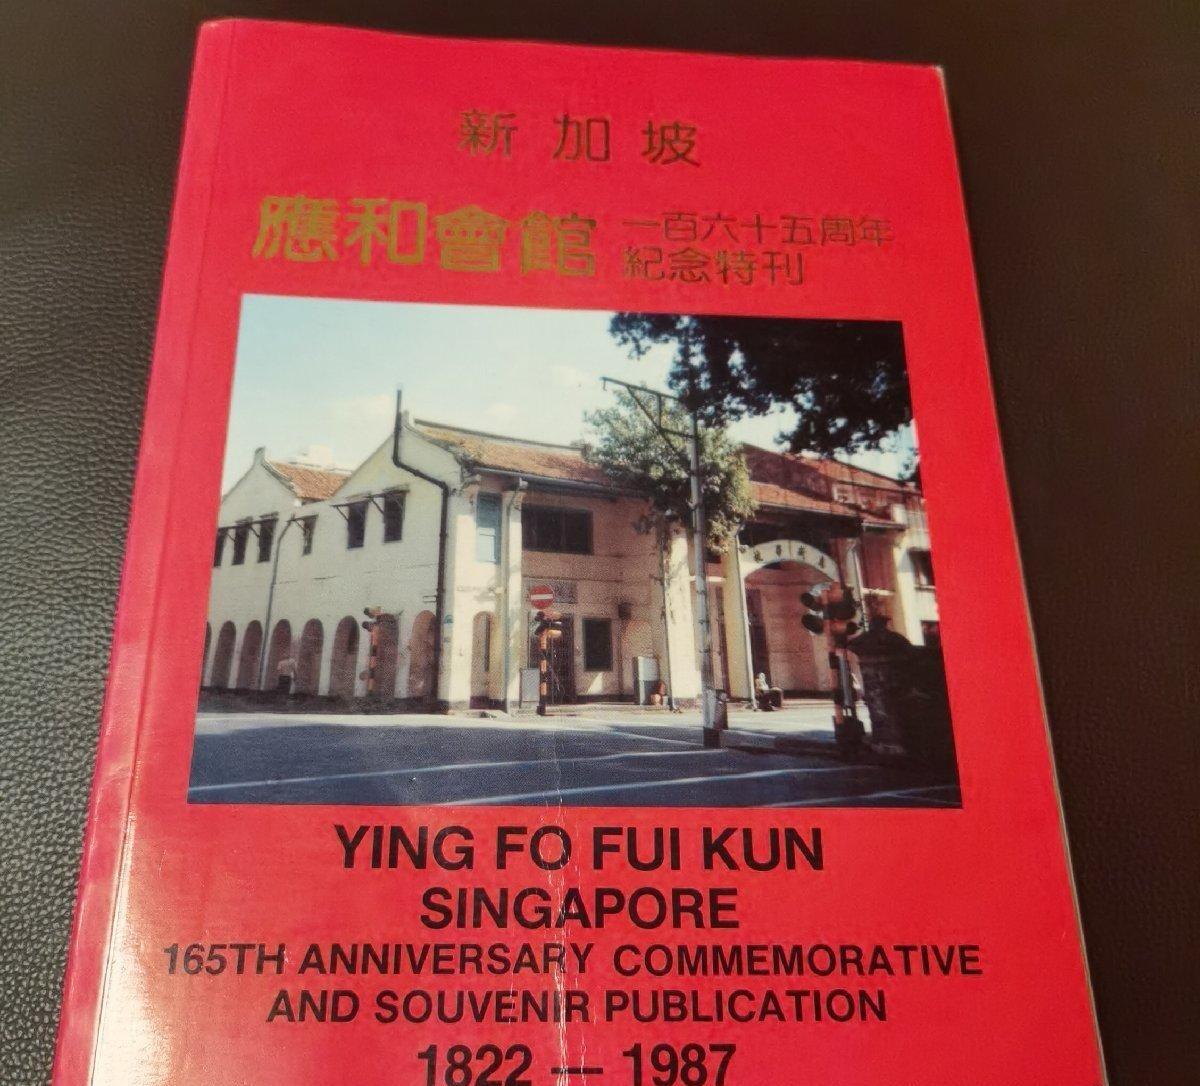 新加坡
應和會館
一百六十五周年
紀念特刊
YING FO FUI KUN
SINGAPORE
165TH ANNIVERSARY COMMEMORATIVE
AND SOUVENIR PUBLICATION
1822 — 1987